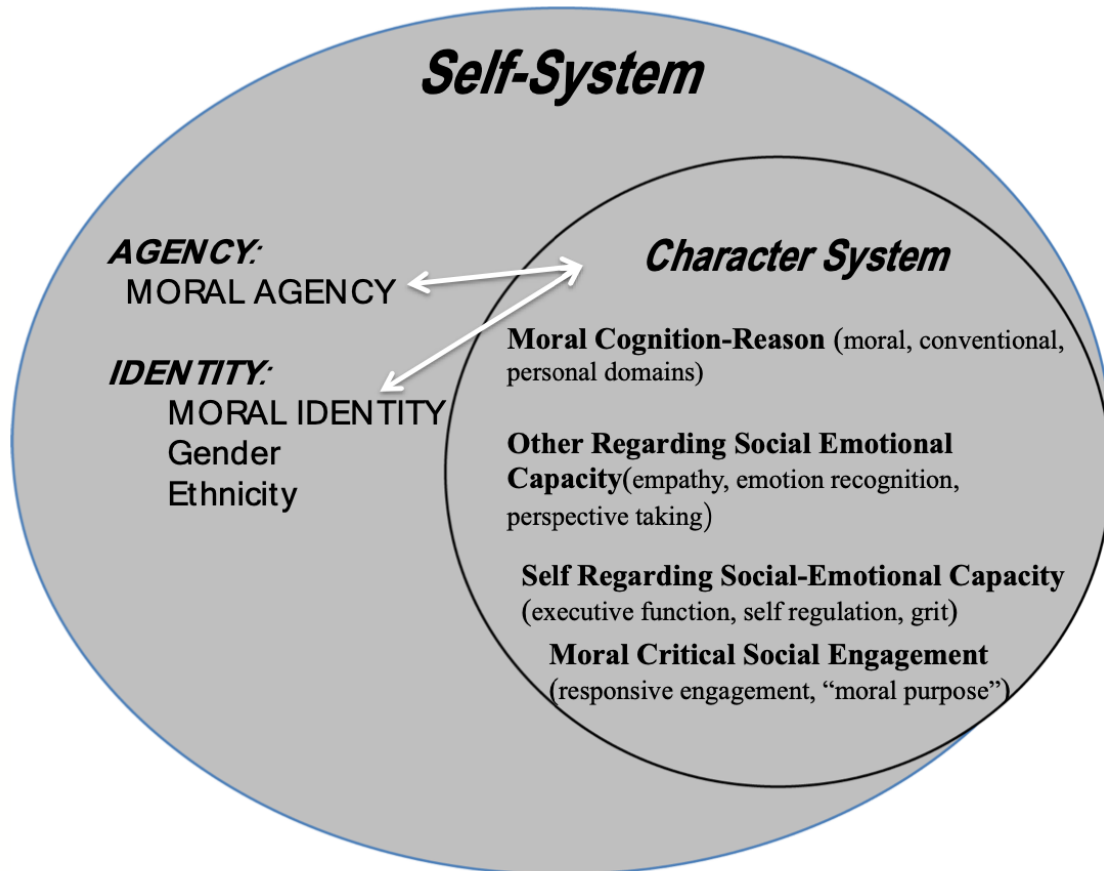 Self-System
AGENCY:
MORAL AGENCY
IDENTITY:
MORAL IDENTITY
Gender
Ethnicity
Character System
Moral Cognition-Reason (moral, conventional,
personal domains)
Other Regarding Social Emotional
Capacity(empathy, emotion recognition,
perspective taking)
Self Regarding Social-Emotional Capacity
(executive function, self regulation, grit)
Moral Critical Social Engagement
(responsive engagement, “moral purpose”)